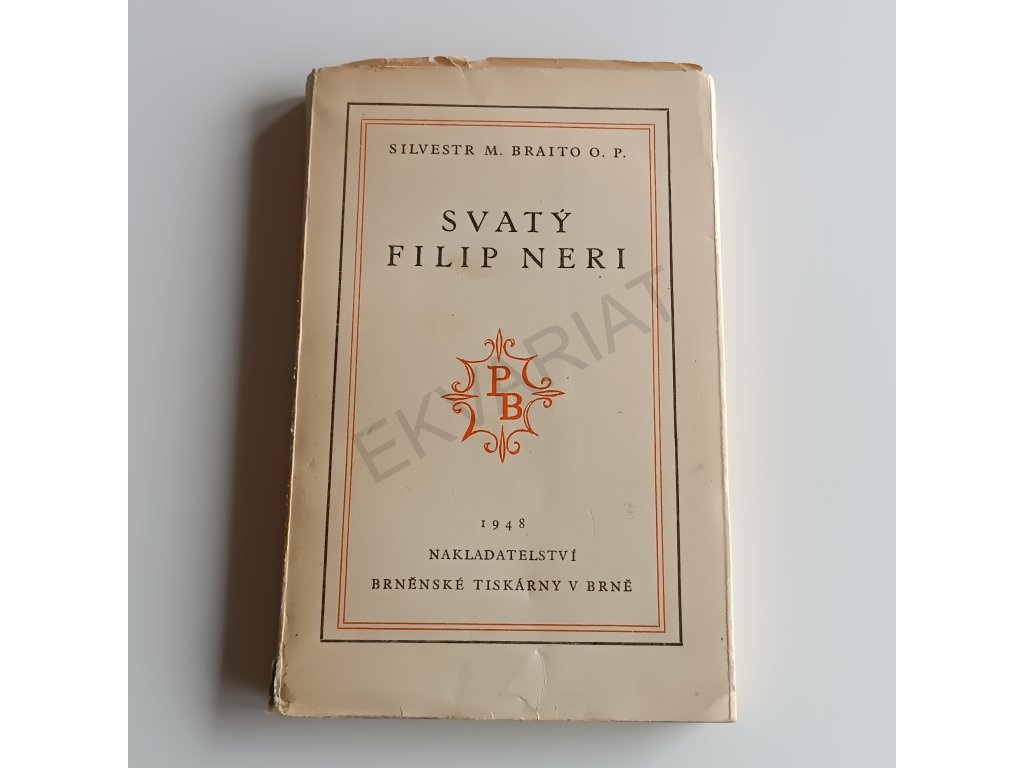 SILVESTR M. BRAITO O. P.
SVATÝ
FILIP NERI
EKVARIAT
P
B
1948
NAKLADATELSTVÍ
BRNĚNSKÉ TISKÁRNY V BRNĚ